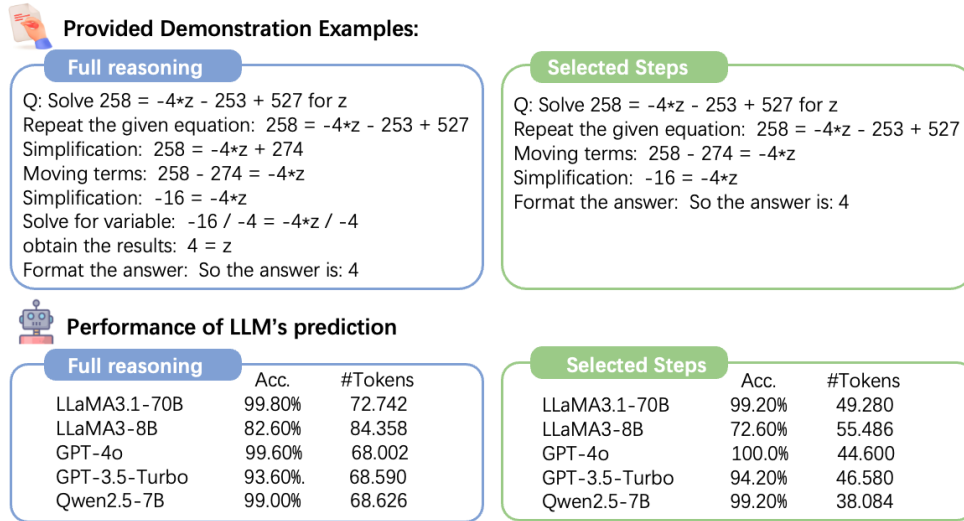 Provided Demonstration Examples:
Full reasoning
Q: Solve 258 = -4*z - 253 + 527 for z
Repeat the given equation: 258 = -4*z - 253 + 527
Simplification: 258 = -4*z + 274
Moving terms: 258 - 274 = -4*z
Simplification: -16 = -4*z
Solve for variable: -16 / -4 = -4*z / -4
obtain the results: 4 = z
Format the answer: So the answer is: 4
Selected Steps
Q: Solve 258 = -4*z - 253 + 527 for z
Repeat the given equation: 258 = -4*z - 253 + 527
Moving terms: 258 - 274 = -4*z
Simplification: -16 = -4*z
Format the answer: So the answer is: 4
Performance of LLM's prediction
Full reasoning
Acc. #Tokens
LLaMA3.1-70B 99.80% 72.742
LLaMA3-8B 82.60% 84.358
GPT-4o 99.60% 68.002
GPT-3.5-Turbo 93.60%. 68.590
Qwen2.5-7B 99.00% 68.626
Selected Steps
Acc. #Tokens
LLaMA3.1-70B 99.20% 49.280
LLaMA3-8B 72.60% 55.486
GPT-4o 100.0% 44.600
GPT-3.5-Turbo 94.20% 46.580
Qwen2.5-7B 99.20% 38.084